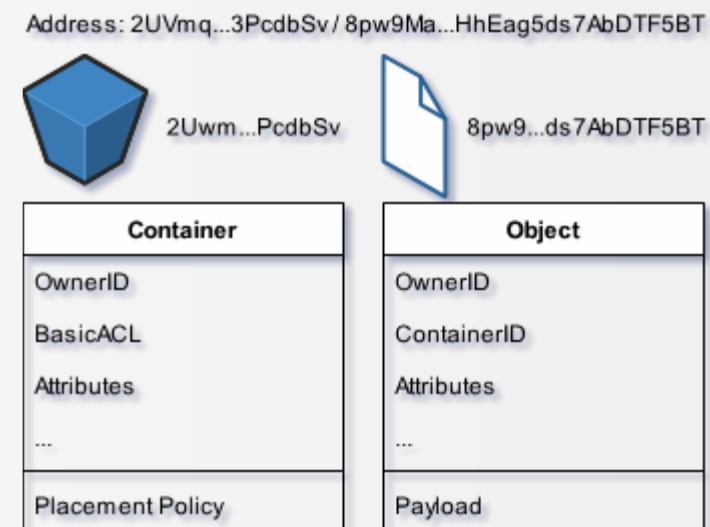 Address: 2UVmq...3PcdbSv / 8pw9Ma...HhEag5ds7AbDTF5BT
2Uwm...PcdbSv
8pw9...ds7AbDTF5BT
Container
OwnerID
BasicACL
Attributes
...
Placement Policy
Object
OwnerID
ContainerID
Attributes
...
Payload